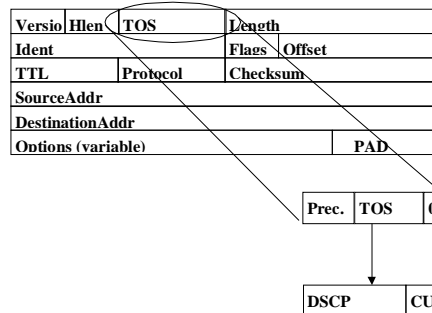 Versio Hlen TOS Length
Ident Flags Offset
TTL Protocol Checksum
SourceAddr
DestinationAddr
Options (variable) PAD
Prec. TOS
DSCP CU